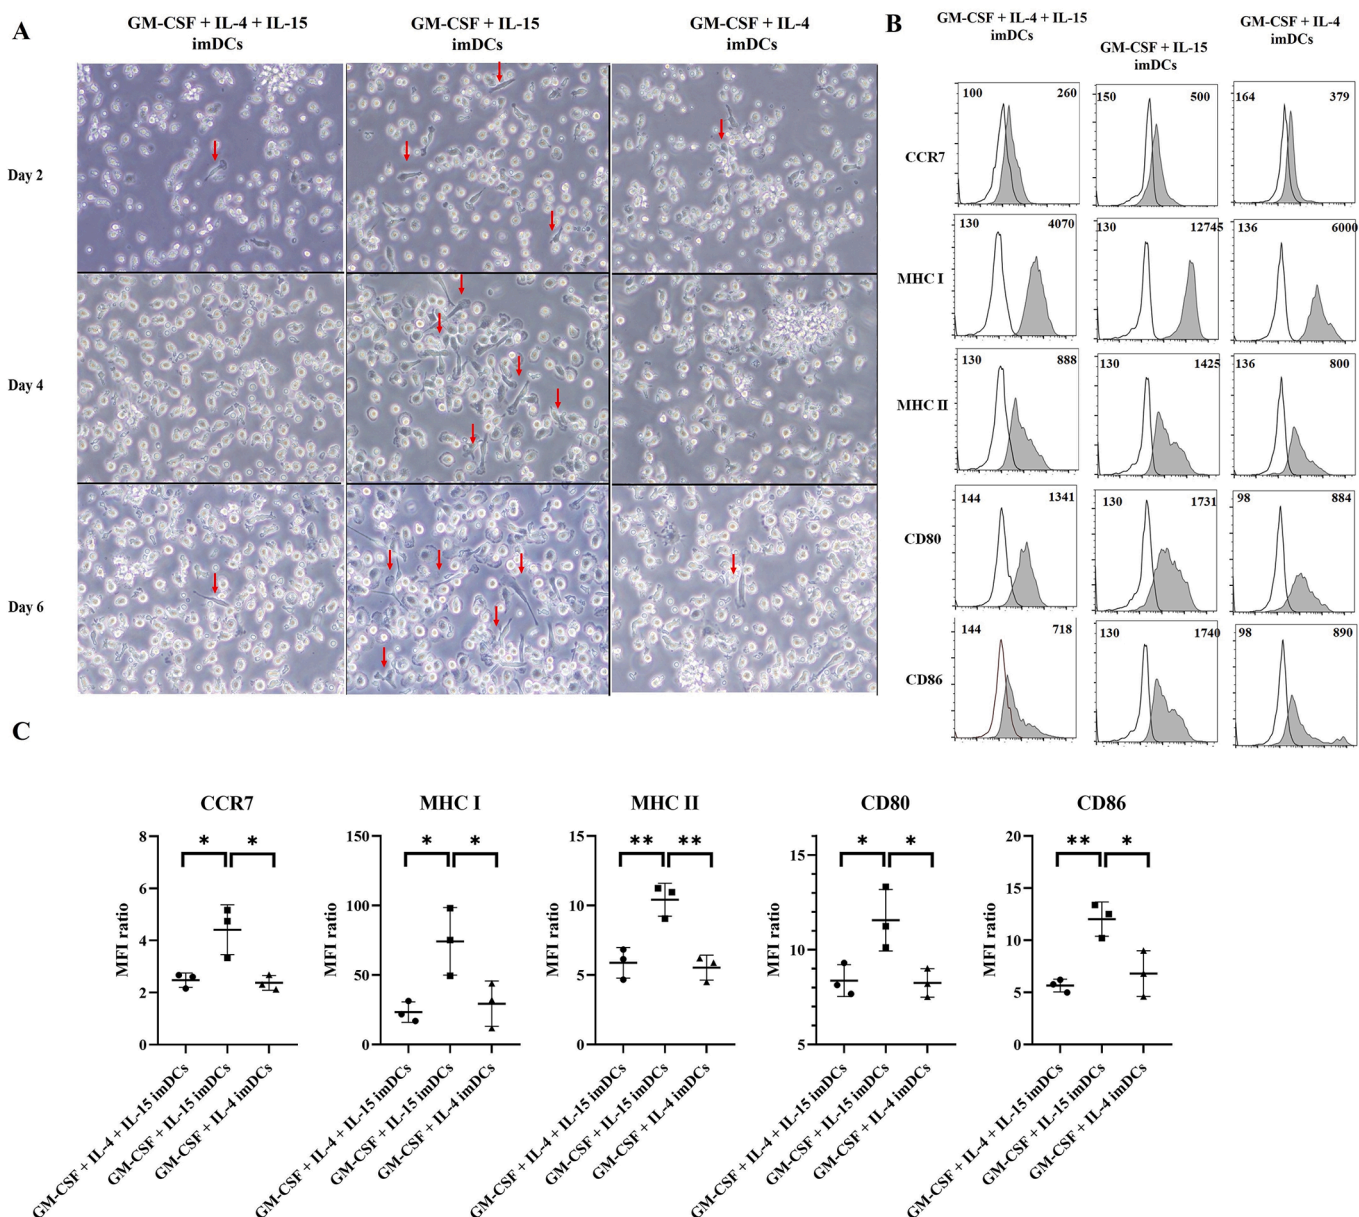 A
GM-CSF + IL-4 + IL-15
imDCs
GM-CSF + IL-15
imDCs
GM-CSF + IL-4
imDCs
Day 2
Day 4
Day 6
B
GM-CSF + IL-4 + IL-15
imDCs
GM-CSF + IL-15
imDCs
GM-CSF + IL-4
imDCs
CCR7
100 260
150 500
164 379
MHC I
130 4070
130 12745
136 6000
MHC II
130 888
130 1425
136 800
CD80
144 1341
130 1731
98 884
CD86
144 718
130 1740
98 890
C
CCR7
* *
MFI ratio
8
6
4
2
0
GM-CSF + IL-4 + IL-15 imDCs
GM-CSF + IL-15 imDCs
GM-CSF + IL-4 imDCs
MHC I
* *
MFI ratio
150
100
50
0
GM-CSF + IL-4 + IL-15 imDCs
GM-CSF + IL-15 imDCs
GM-CSF + IL-4 imDCs
MHC II
** **
MFI ratio
15
10
5
0
GM-CSF + IL-4 + IL-15 imDCs
GM-CSF + IL-15 imDCs
GM-CSF + IL-4 imDCs
CD80
* *
MFI ratio
15
10
5
GM-CSF + IL-4 + IL-15 imDCs
GM-CSF + IL-15 imDCs
GM-CSF + IL-4 imDCs
CD86
** *
MFI ratio
20
15
10
5
0
GM-CSF + IL-4 + IL-15 imDCs
GM-CSF + IL-15 imDCs
GM-CSF + IL-4 imDCs